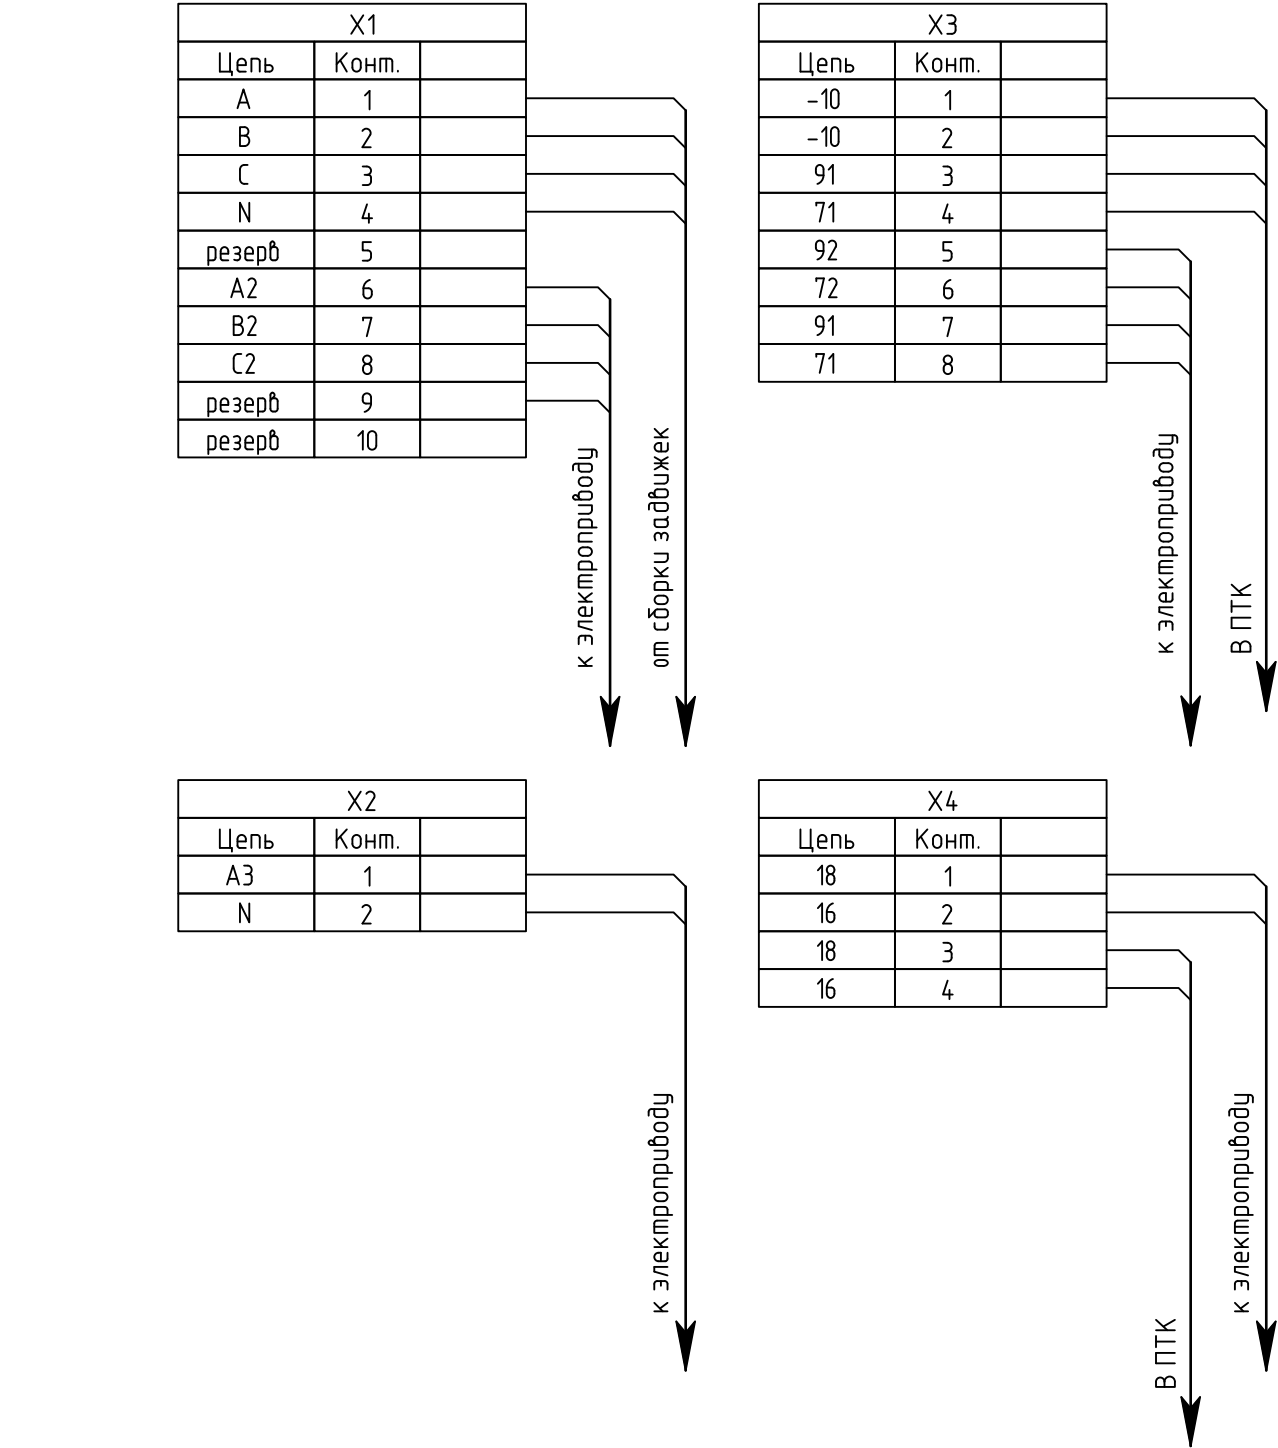 X1
Цепь Конт.
A 1
B 2
C 3
N 4
резерв 5
A2 6
B2 7
C2 8
резерв 9
резерв 10
к электроприводу
от сборки задвижек
X3
Цепь Конт.
-10 1
-10 2
91 3
71 4
92 5
72 6
91 7
71 8
к электроприводу
В ПТК
X2
Цепь Конт.
A3 1
N 2
к электроприводу
X4
Цепь Конт.
18 1
16 2
18 3
16 4
В ПТК
к электроприводу